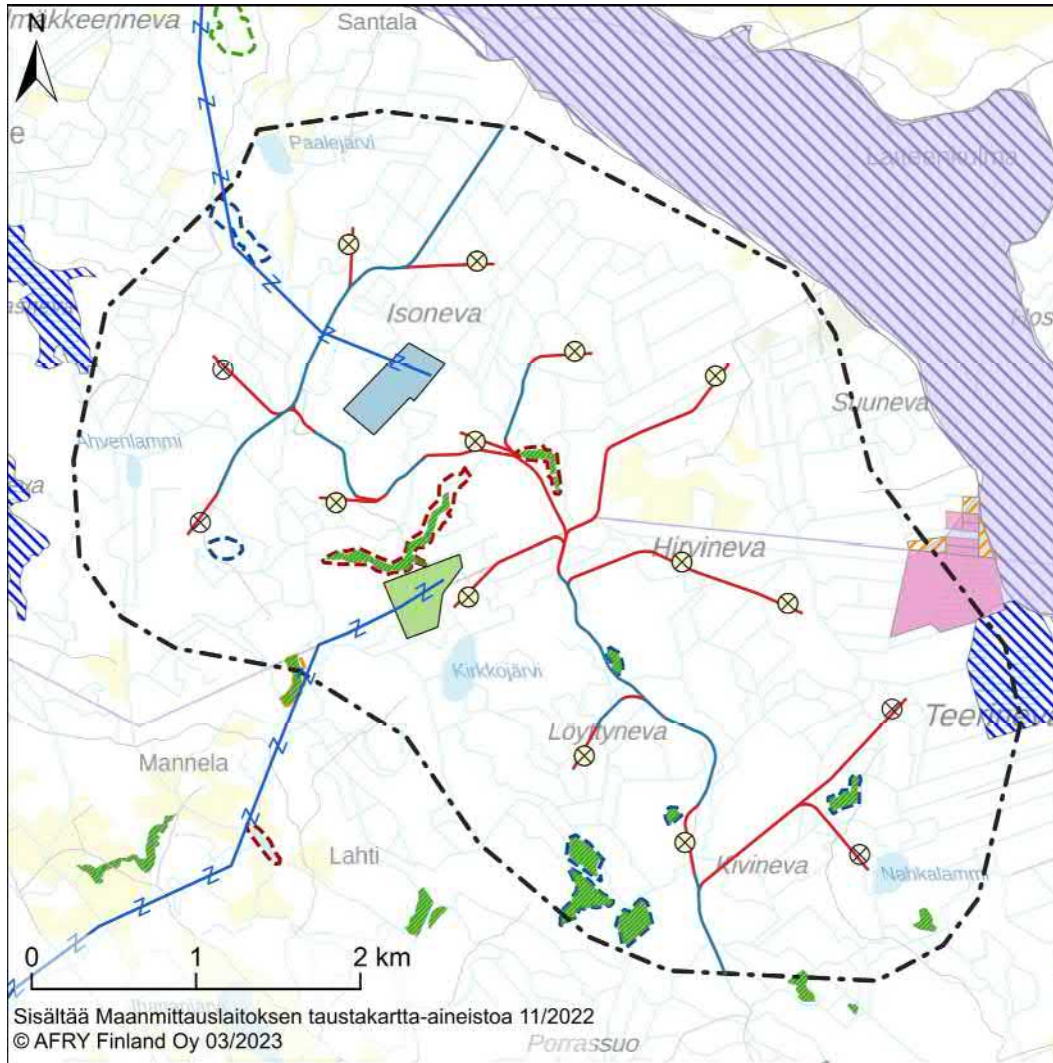 Santala
N
Paalejärvi
Isoneva
Suuneva
Ahvenlammi
Hirvineva
Kirkkojärvi
Löyttyneva
Mannela
Lahti
Kivineva
Nahkalammi
0 1 2 km
Sisältää Maanmittauslaitoksen taustakartta-aineistoa 11/2022
© AFRY Finland Oy 03/2023
Porrassuo